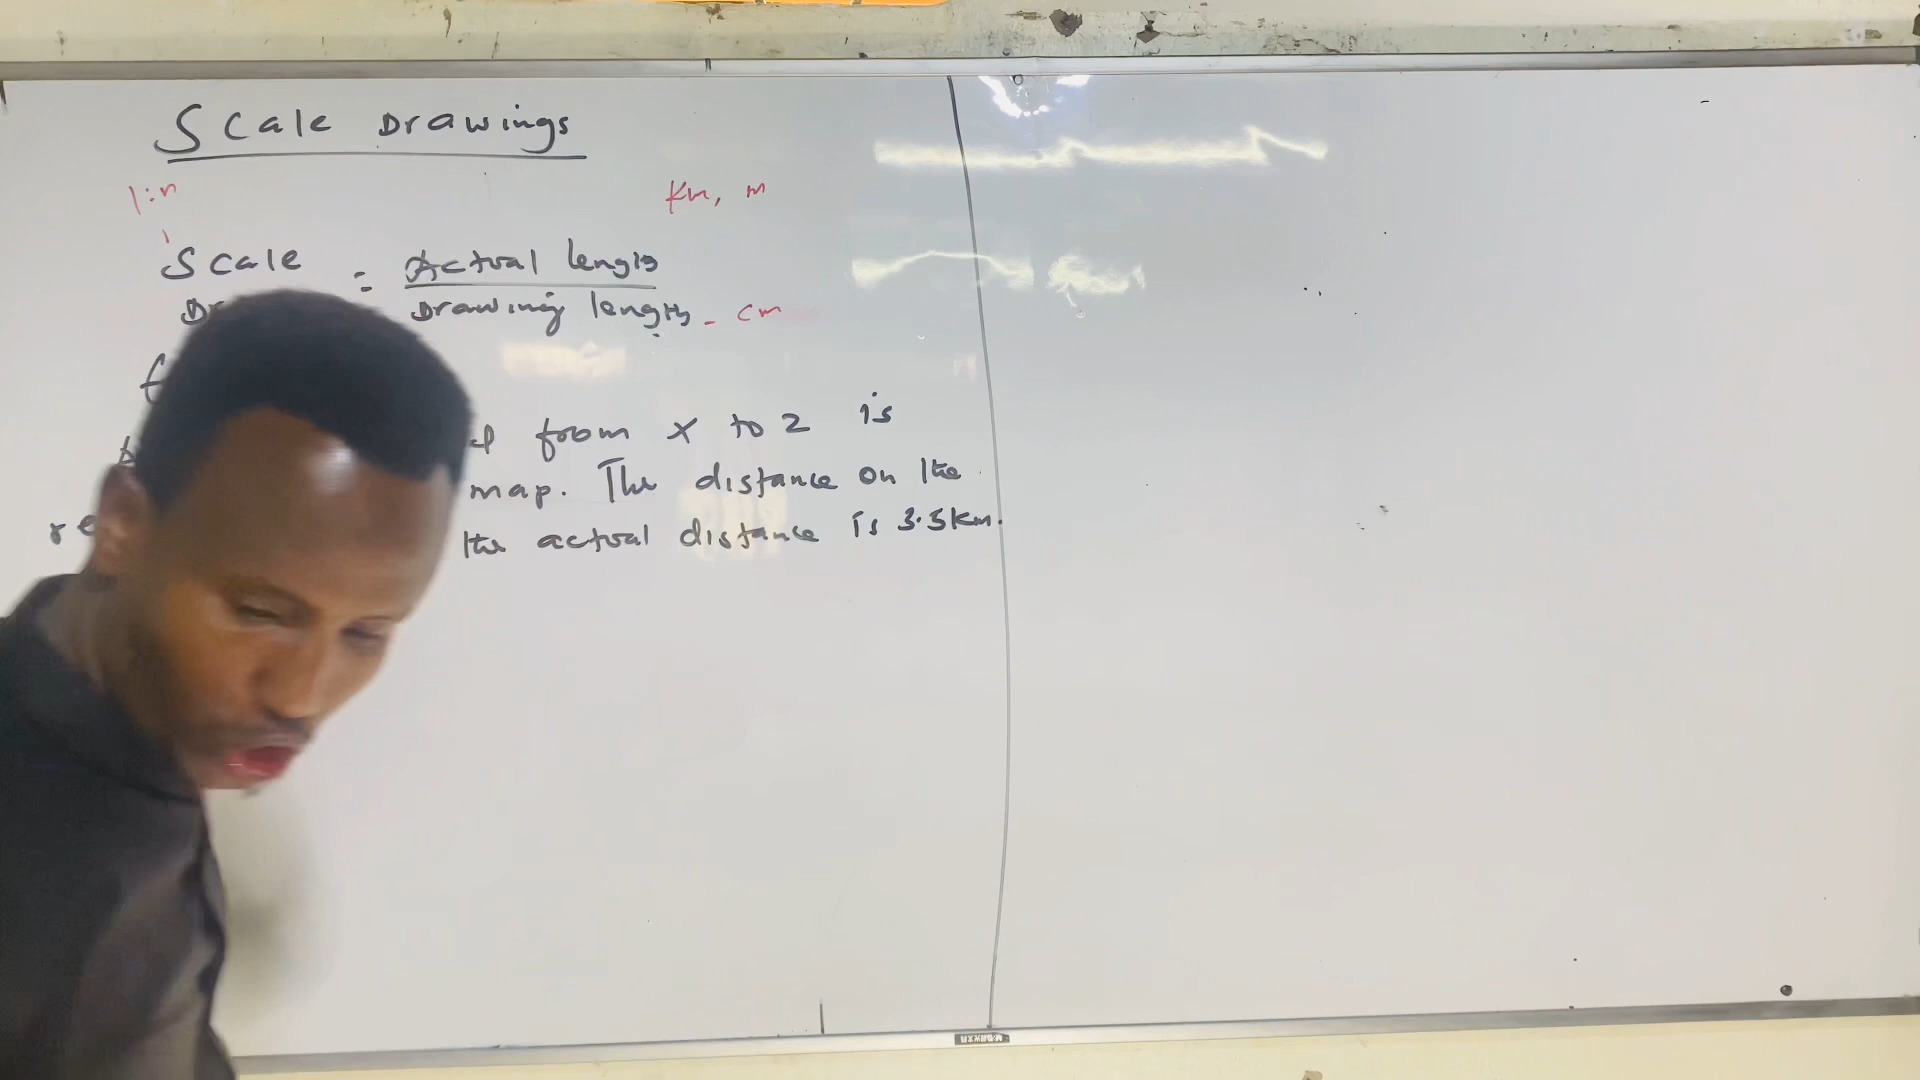 Scale Drawings
1:n
Km, m
Scale = Actual length
Drawing length - cm
from X to Z is
map. The distance on the
the actual distance is 3.5km.